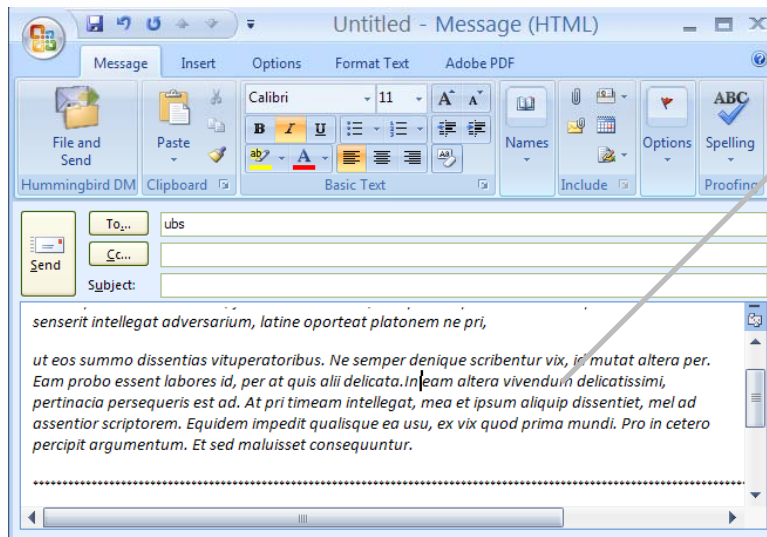 Untitled - Message (HTML)
Message Insert Options Format Text Adobe PDF
Calibri 11 A A ABC
File and Send Paste B I U ab A Names Options Spelling
Hummingbird DM Clipboard Basic Text Include Proofing
To... ubs
Cc...
Send
Subject:
senserit intellegat adversarium, latine oporteat platonem ne pri,
ut eos summo dissentias vituperatoribus. Ne semper denique scribentur vix, id mutat altera per.
Eam probo essent labores id, per at quis alii delicata.In eam altera vivendum delicatissimi,
pertinacia persequeris est ad. At pri timeam intellegat, mea et ipsum aliquip dissentiet, mel ad
assentior scriptorem. Equidem impedit qualisque ea usu, ex vix quod prima mundi. Pro in cetero
percipit argumentum. Et sed maluisset consequuntur.